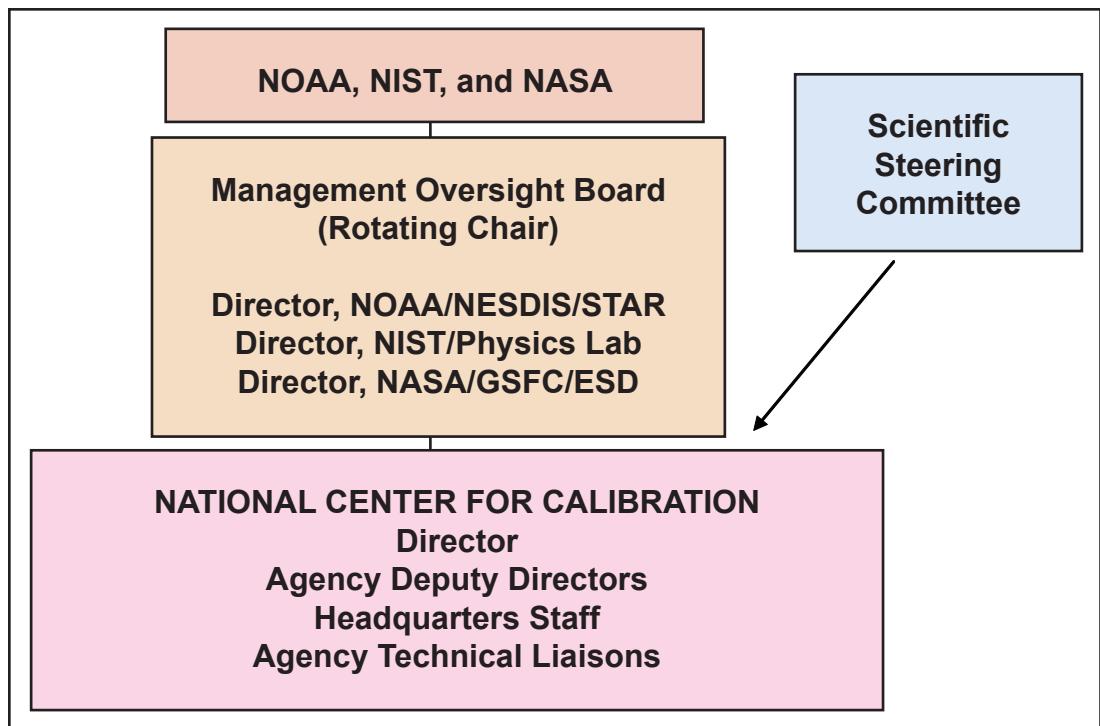 NOAA, NIST, and NASA
Scientific
Steering
Committee
Management Oversight Board
(Rotating Chair)
Director, NOAA/NESDIS/STAR
Director, NIST/Physics Lab
Director, NASA/GSFC/ESD
NATIONAL CENTER FOR CALIBRATION
Director
Agency Deputy Directors
Headquarters Staff
Agency Technical Liaisons